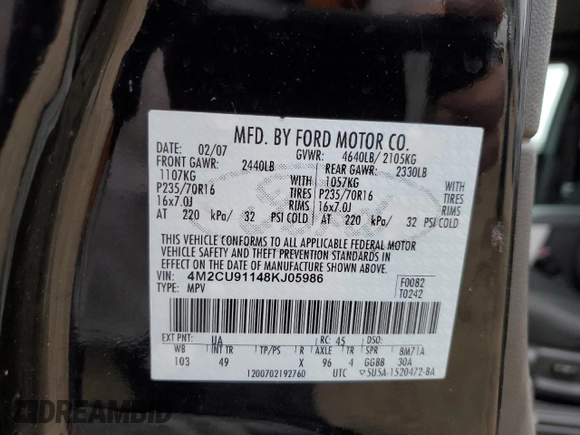 MFD. BY FORD MOTOR CO.
DATE: 02/07 GVWR: 4640LB/ 2105KG
FRONT GAWR: 2440LB REAR GAWR: 2330LB
1107KG WITH 1057KG WITH
P235/70R16 TIRES P235/70R16 TIRES
16x7.0J RIMS 16x7.0J RIMS
AT 220 kPa/ 32 PSI COLD AT 220 kPa/ 32 PSI COLD
THIS VEHICLE CONFORMS TO ALL APPLICABLE FEDERAL MOTOR
VEHICLE SAFETY AND THEFT PREVENTION STANDARDS IN
EFFECT ON THE DATE OF MANUFACTURE SHOWN ABOVE.
VIN: 4M2CU91148KJ05986 F0082
TYPE: MPV T0242
EXT PNT: UA RC: 45 DSO:
WB INT TR TP/PS R AXLE TR SPR BM71A
103 49 X 96 4 GGBB 30A
1200702192760 UTC 5U5A-1520472-BA
DREAMBID